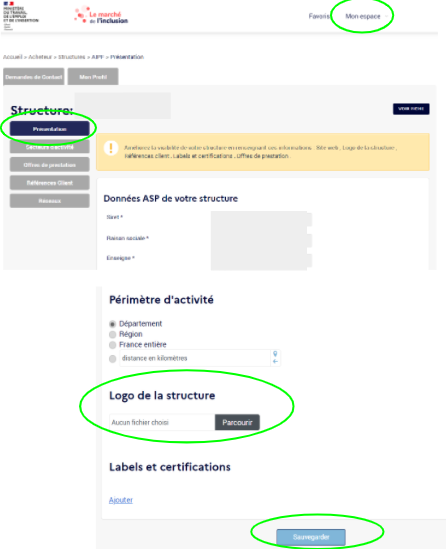 MINISTÈRE
DU TRAVAIL,
DE L'EMPLOI
ET DE L'INSERTION
Le marché
de l'inclusion
Favoris
Mon espace
Accueil » Acheteur » Structures » » Présentation
Demandes de Contact
Mon Profil
Structure:
VOIR FICHE
Présentation
Secteurs d'activité
Offres de prestation
Références Client
Réseaux
Améliorez la visibilité de votre structure en renseignant ces informations : Site web , Logo de la structure ,
Références client , Labels et certifications , Offres de prestation.
Données ASP de votre structure
Siret *
Raison sociale *
Enseigne *
Périmètre d'activité
Département
Région
France entière
distance en kilomètres
Logo de la structure
Aucun fichier choisi
Parcourir
Labels et certifications
Ajouter
Sauvegarder